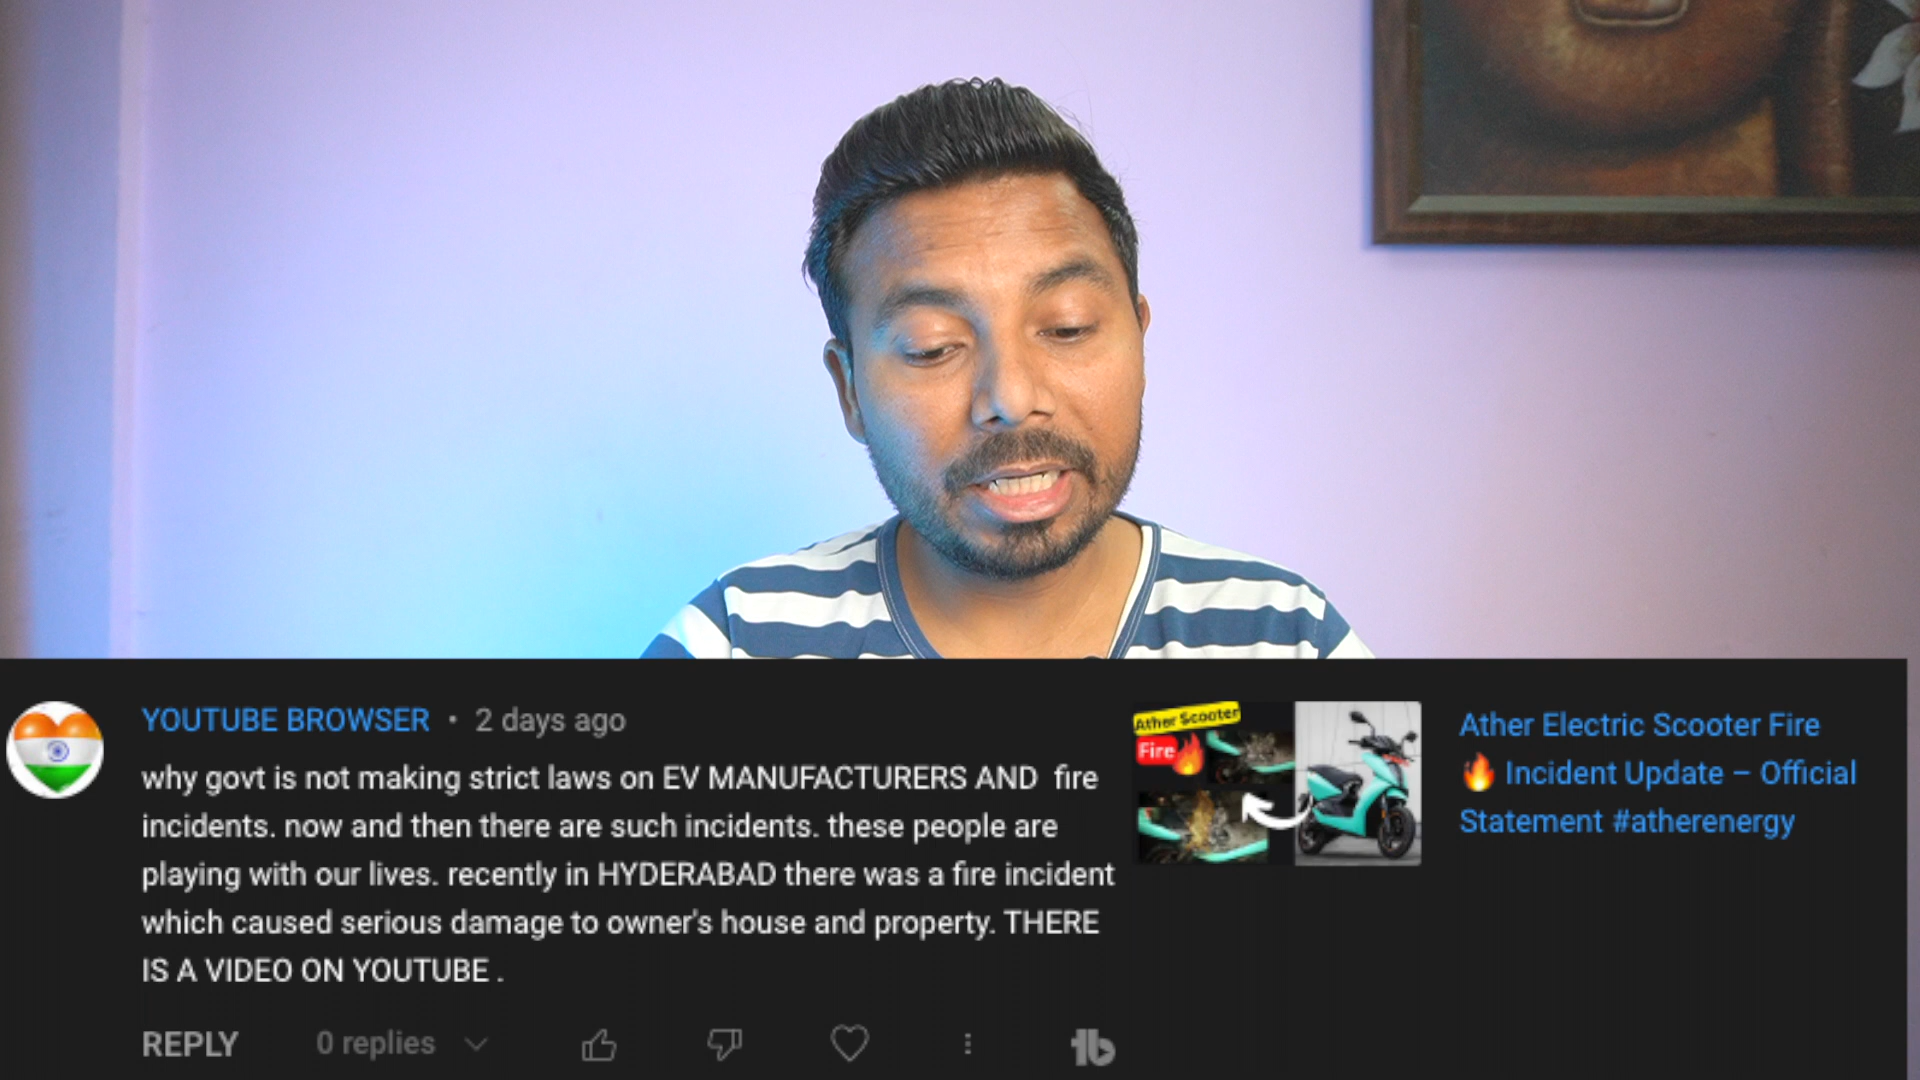 YOUTUBE BROWSER • 2 days ago
why govt is not making strict laws on EV MANUFACTURERS AND  fire
incidents. now and then there are such incidents. these people are
playing with our lives. recently in HYDERABAD there was a fire incident
which caused serious damage to owner's house and property. THERE
IS A VIDEO ON YOUTUBE .
REPLY 0 replies
Ather Scooter
Fire🔥
Ather Electric Scooter Fire
🔥 Incident Update – Official
Statement #atherenergy